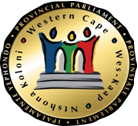 PROVINCIAL PARLIAMENT
PROVINSIALE PARLEMENT
IPALAMENTE YEPHONDO
Western Cape
Wes-Kaap
Ntshona Koloni